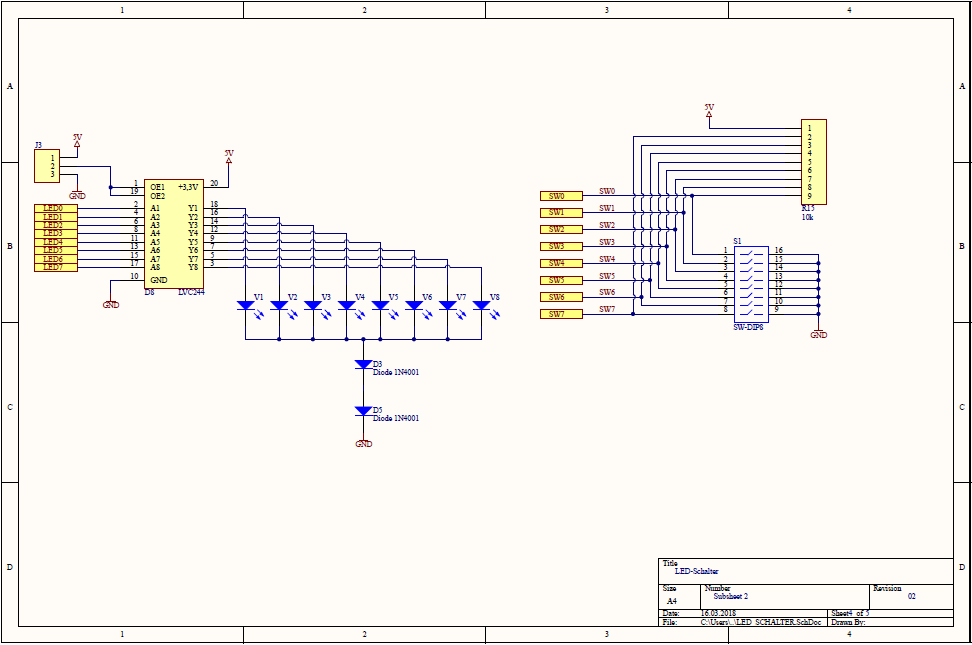 1 2 3 4
A A
B B
C C
D D
1 2 3 4
J3
1
2
3
5V
GND
5V
1 OE1 +3,3V 20
19 OE2
LED0 2 A1 Y1 18
LED1 4 A2 Y2 16
LED2 6 A3 Y3 14
LED3 8 A4 Y4 12
LED4 11 A5 Y5 9
LED5 13 A6 Y6 7
LED6 15 A7 Y7 5
LED7 17 A8 Y8 3
10 GND
GND
D8 LVC244
V1 V2 V3 V4 V5 V6 V7 V8
D3
Diode 1N4001
D5
Diode 1N4001
GND
5V
1
2
3
4
5
6
7
8
9
R15
10k
SW0 SW0
SW1 SW1
SW2 SW2
SW3 SW3
SW4 SW4
SW5 SW5
SW6 SW6
SW7 SW7
S1
1 16
2 15
3 14
4 13
5 12
6 11
7 10
8 9
SW-DIP8
GND
Title
LED-Schalter
Size Number Revision
A4 Subsheet 2 02
Date: 16.03.2018 Sheet4 of 5
File: C:\Users\..\LED_SCHALTER.SchDoc Drawn By: